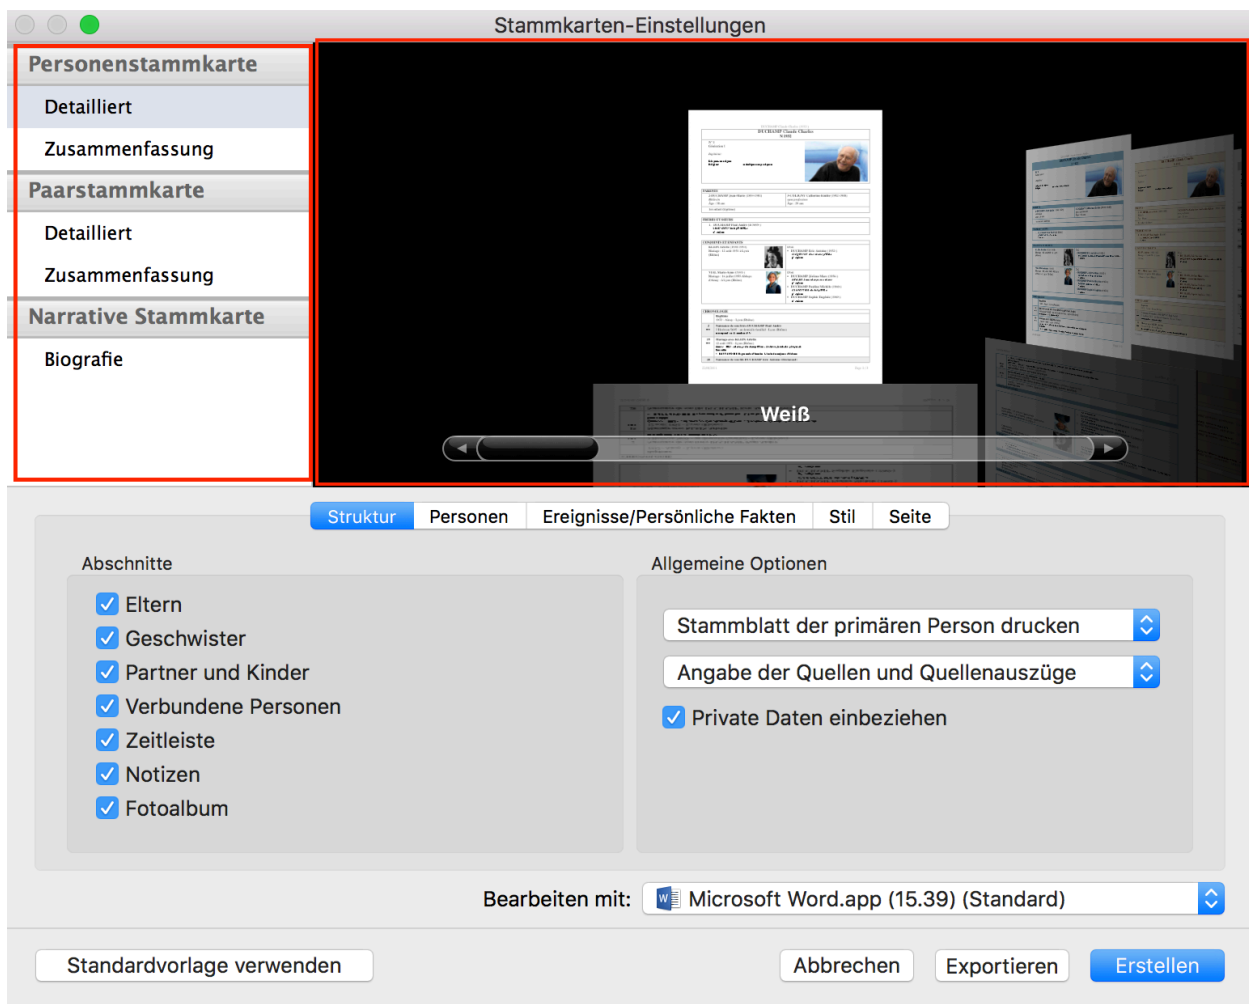 Stammkarten-Einstellungen
Personenstammkarte
Detailliert
Zusammenfassung
Paarstammkarte
Detailliert
Zusammenfassung
Narrative Stammkarte
Biografie
DUCHAMP Claude Charles
Weiß
Struktur Personen Ereignisse/Persönliche Fakten Stil Seite
Abschnitte
Eltern
Geschwister
Partner und Kinder
Verbundene Personen
Zeitleiste
Notizen
Fotoalbum
Allgemeine Optionen
Stammblatt der primären Person drucken
Angabe der Quellen und Quellenauszüge
Private Daten einbeziehen
Bearbeiten mit: Microsoft Word.app (15.39) (Standard)
Standardvorlage verwenden Abbrechen Exportieren Erstellen